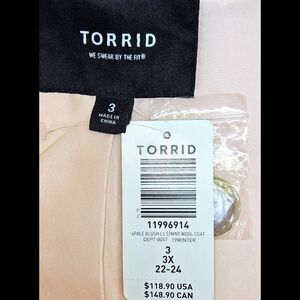 TORRID
WE SWEAR BY THE FIT®
3
MADE IN
CHINA
TORRID
11996914
4PALE BLUSH LS STMNT WOOL COAT
DEPT 0057 19WINTER
3
3X
22-24
$118.90 USA
$148.90 CAN